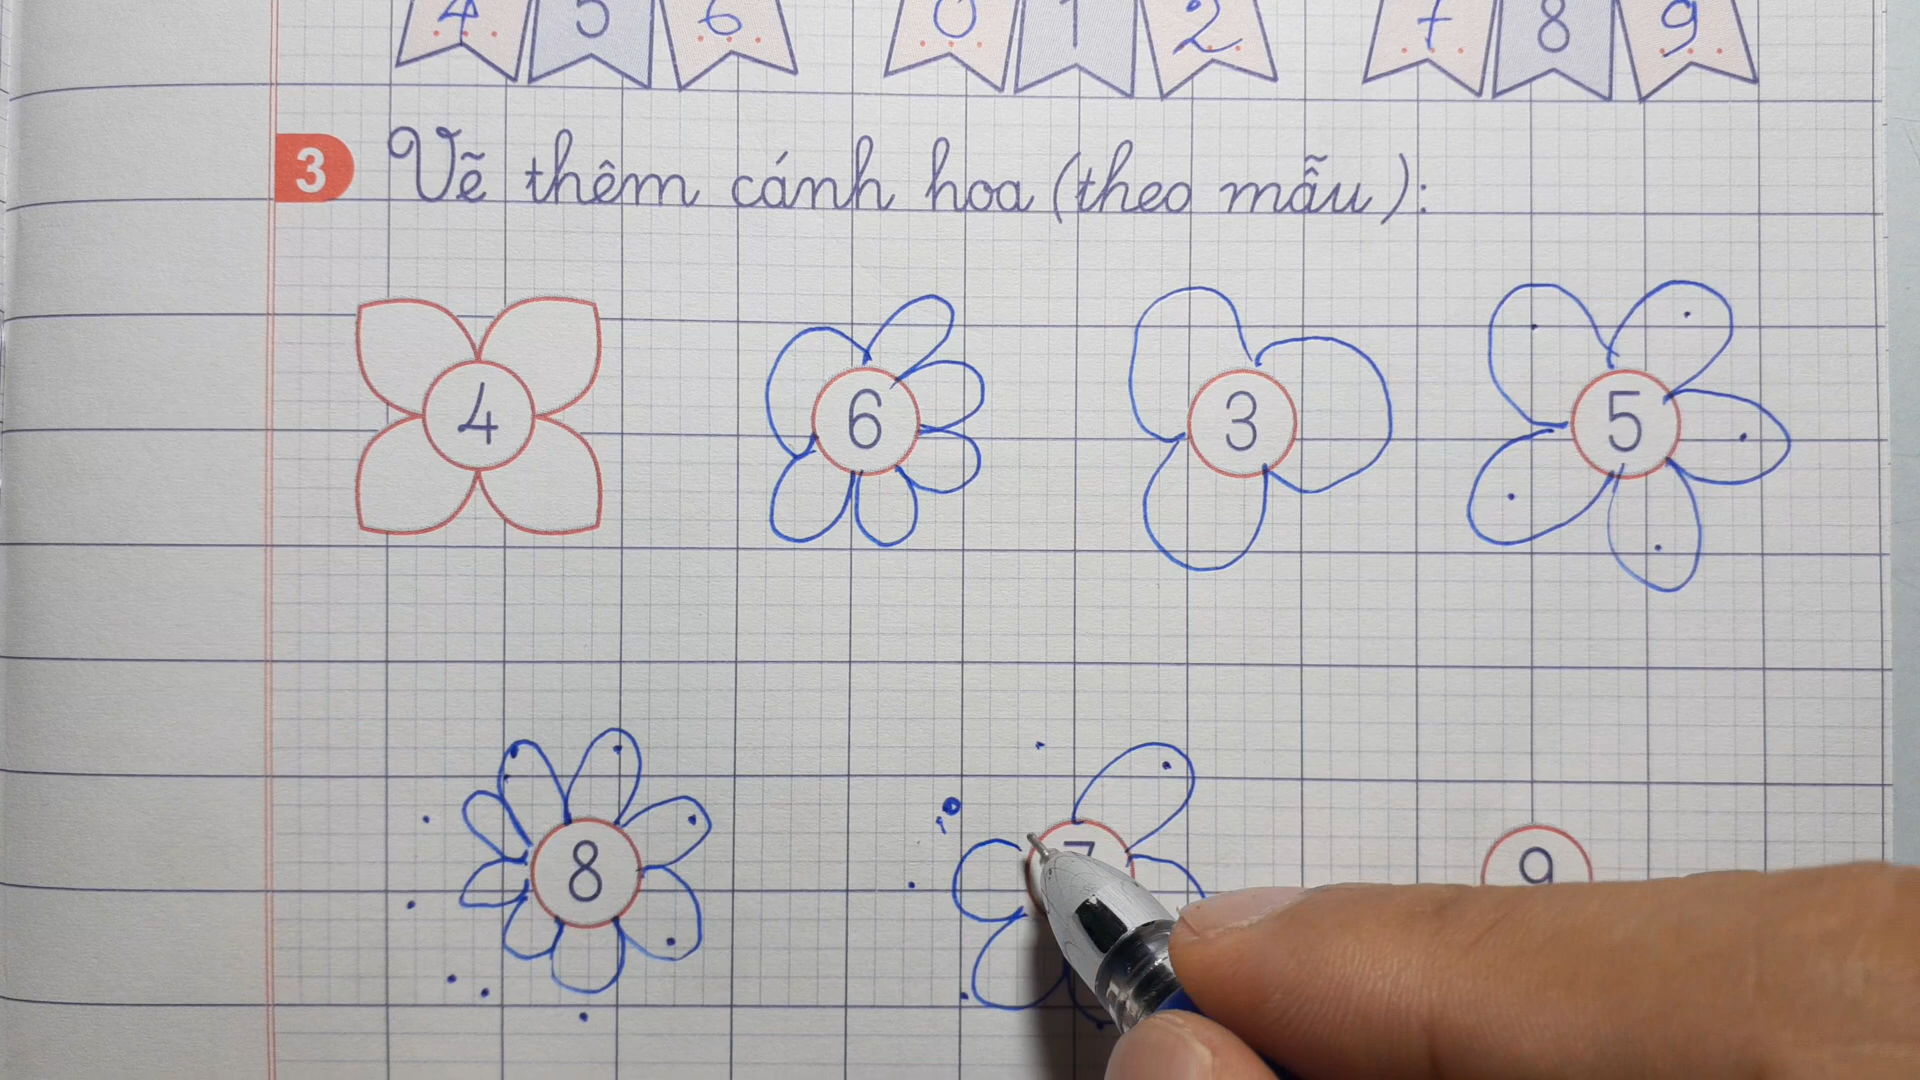 4 5 6 0 1 2 7 8 9
3 Vẽ thêm cánh hoa (theo mẫu):
4 6 3 5
8 7 9